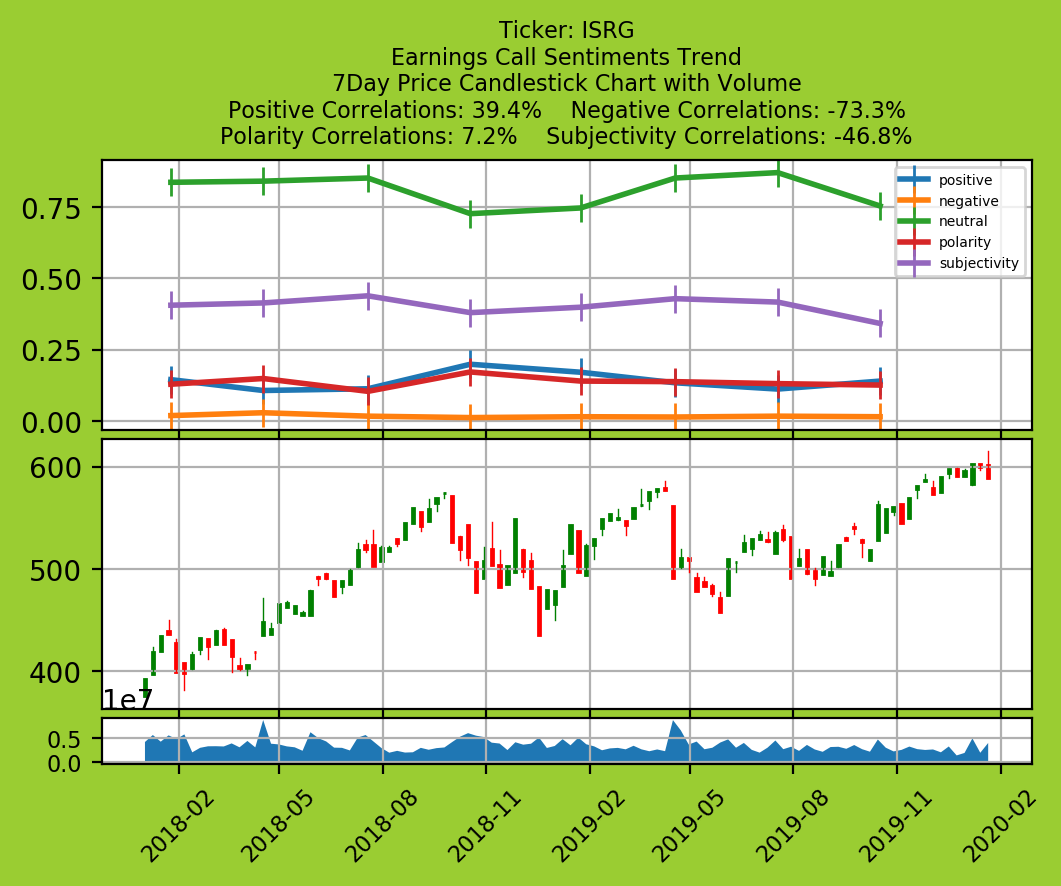 Ticker: ISRG
Earnings Call Sentiments Trend
7Day Price Candlestick Chart with Volume
Positive Correlations: 39.4%    Negative Correlations: -73.3%
Polarity Correlations: 7.2%    Subjectivity Correlations: -46.8%
0.75
0.50
0.25
0.00
positive
negative
neutral
polarity
subjectivity
600
500
400
1e7
0.5
0.0
2018-02
2018-05
2018-08
2018-11
2019-02
2019-05
2019-08
2019-11
2020-02